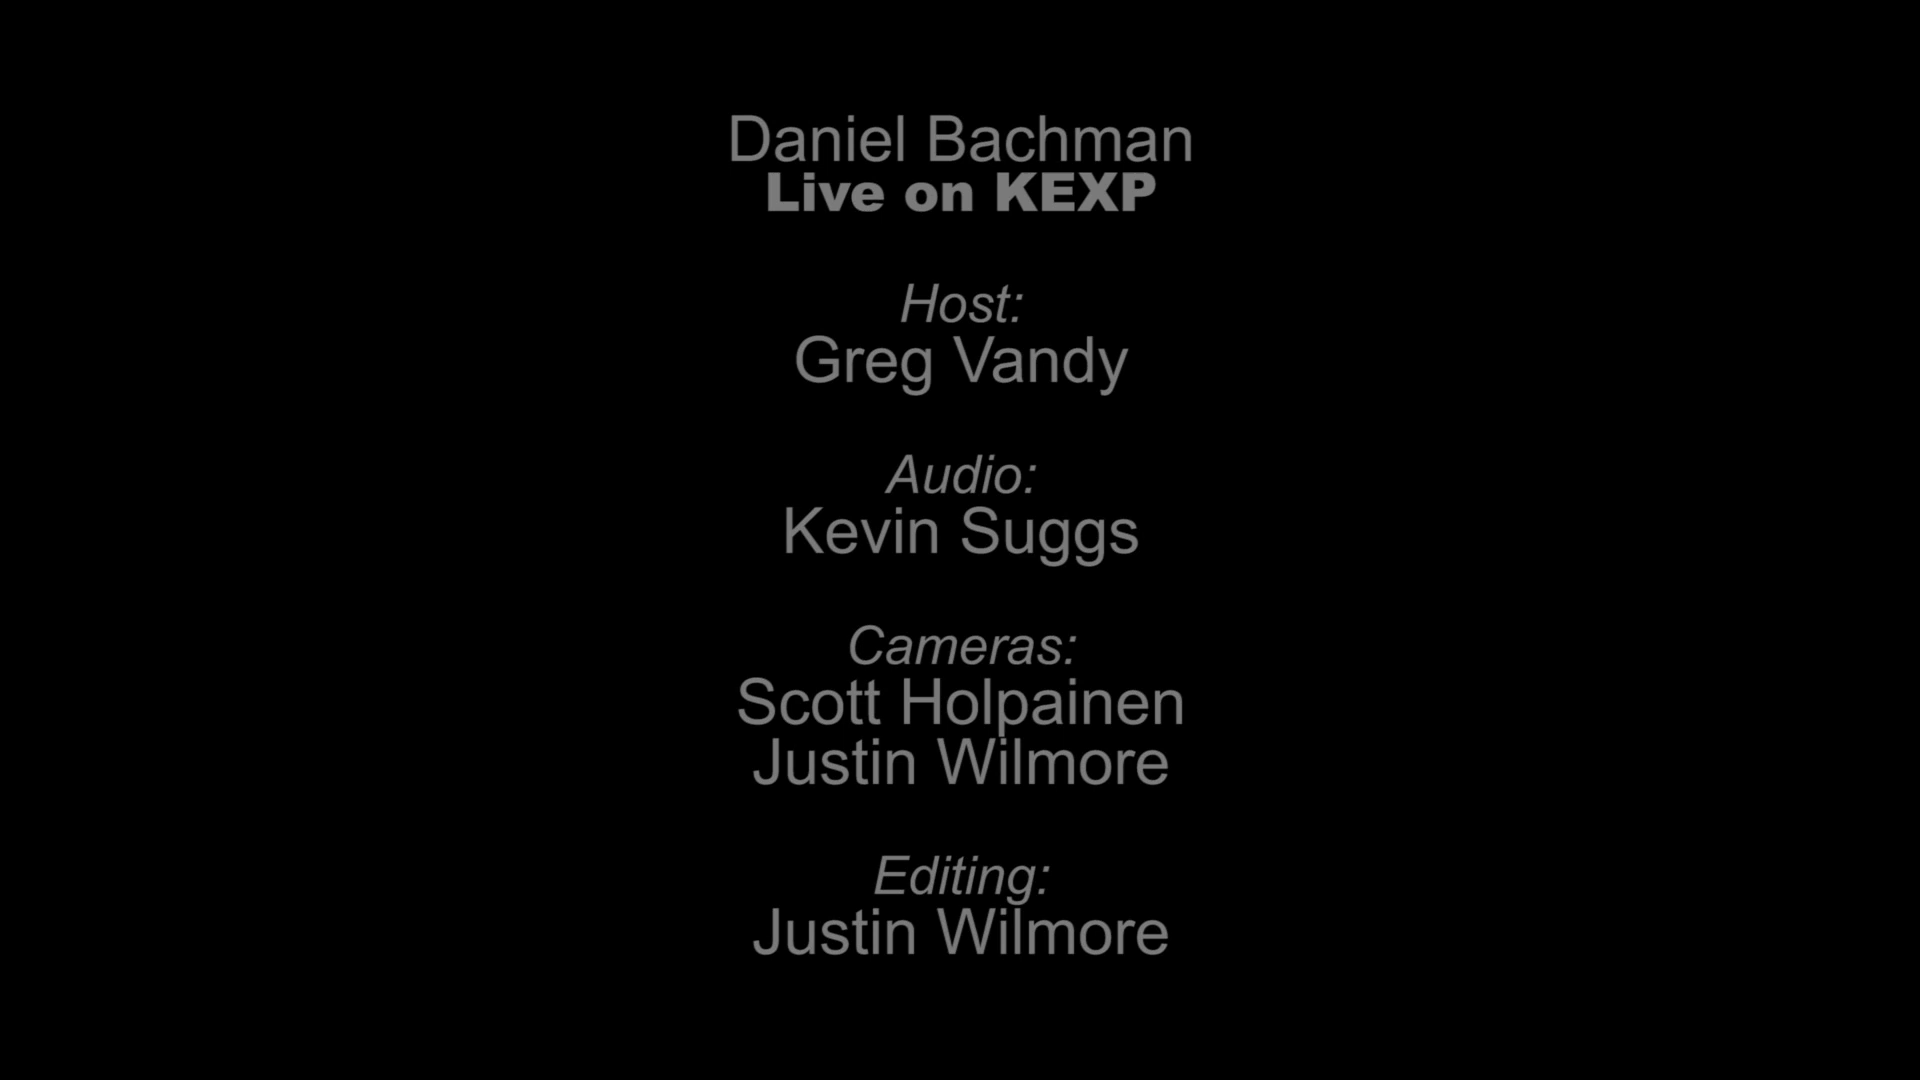 Daniel Bachman
Live on KEXP
Host:
Greg Vandy
Audio:
Kevin Suggs
Cameras:
Scott Holpainen
Justin Wilmore
Editing:
Justin Wilmore